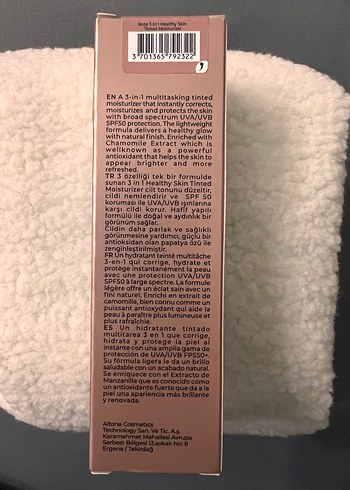 Note 3 in 1 Healthy Skin
Tinted Moisturizer
3 701365 792322
EN A 3-in-1 multitasking tinted
moisturizer that instantly corrects,
moisturizes and protects the skin
with broad spectrum UVA/UVB
SPF50 protection. The lightweight
formula delivers a healthy glow
with natural finish. Enriched with
Chamomile Extract which is
wellknown as a powerful
antioxidant that helps the skin to
appear brighter and more
refreshed.
TR 3 özelliği tek bir formulde
sunan 3 in 1 Healthy Skin Tinted
Moisturizer cilt tonunu düzeltir,
cildi nemlendirir ve SPF 50
koruması ile UVA/UVB ışınlarına
karşı cildi korur. Hafif yapılı
formülü ile doğal ve aydınlık bir
görünüm sağlar.
Cildin daha parlak ve sağlıklı
görünmesine yardımcı, güçlü bir
antioksidan olan papatya özü ile
zenginleştirilmiştir.
FR Un hydratant teinté multitâche
3-en-1 qui corrige, hydrate et
protège instantanément la peau
avec une protection UVA/UVB
SPF50 à large spectre. La formule
légère offre un éclat sain avec un
fini naturel. Enrichi en extrait de
camomille, bien connu comme un
puissant antioxydant qui aide la
peau à paraître plus lumineuse et
plus rafraîchie.
ES Un hidratante tintado
multitarea 3 en 1 que corrige,
hidrata y protege la piel al
instante con una amplia gama de
protección de UVA/UVB FPS50+.
Su fórmula ligera le da un brillo
saludable con un acabado natural.
Se enriquece con el Extracto de
Manzanilla que es conocido como
un antioxidante fuerte que da a la
piel una apariencia más brillante
y renovada.
Altona Cosmetics
Technology San. Ve Tic. A.ş.
Karamehmet Mahallesi Avrupa
Serbest Bölgesi 13.sokak No: 8
Ergene / Tekirdağ